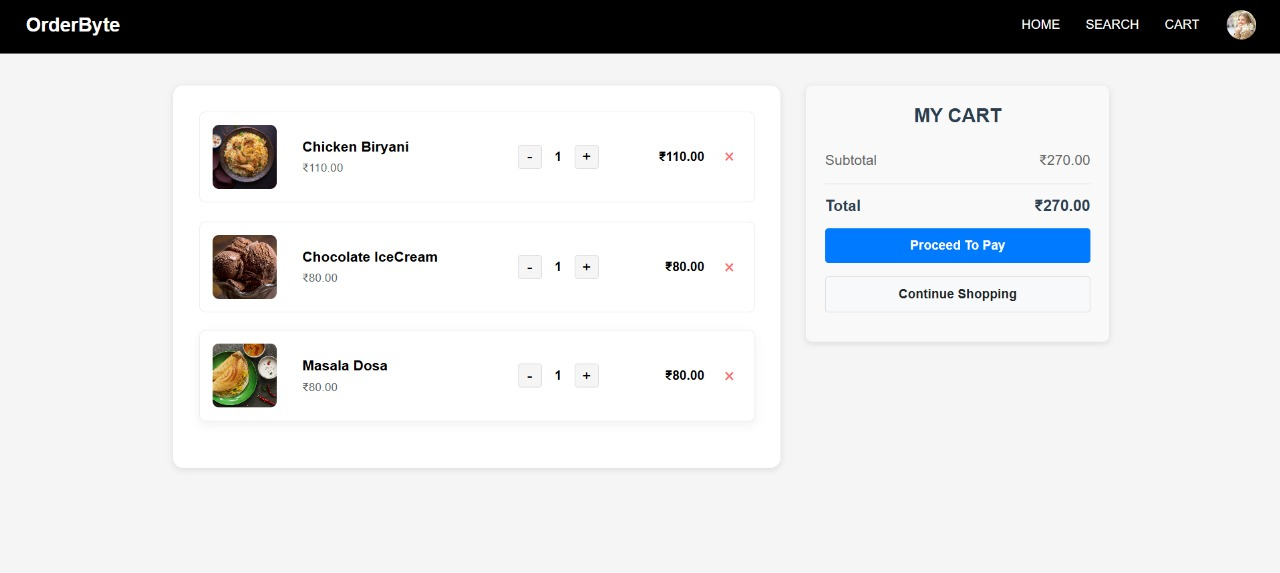 OrderByte
HOME SEARCH CART
Chicken Biryani
₹110.00
- 1 + ₹110.00 ×
Chocolate IceCream
₹80.00
- 1 + ₹80.00 ×
Masala Dosa
₹80.00
- 1 + ₹80.00 ×
MY CART
Subtotal ₹270.00
Total ₹270.00
Proceed To Pay
Continue Shopping